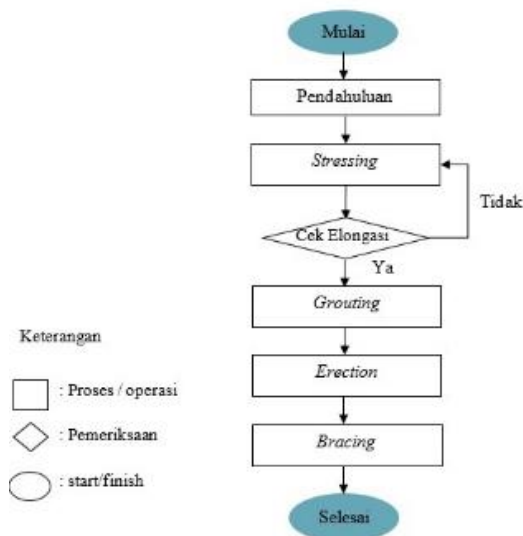 Mulai
Pendahuluan
Stressing
Tidak
Cek Elongasi
Ya
Grouting
Erection
Bracing
Selesai
Keterangan
: Proses / operasi
: Pemeriksaan
: start/finish